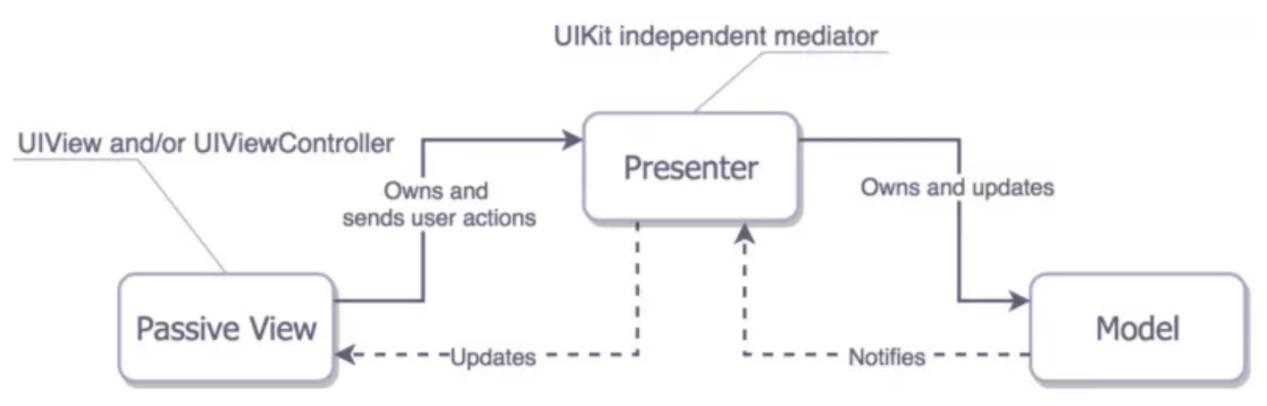 UIKit independent mediator
UIView and/or UIViewController
Presenter
Owns and
sends user actions
Owns and updates
Passive View
Model
Updates
Notifies